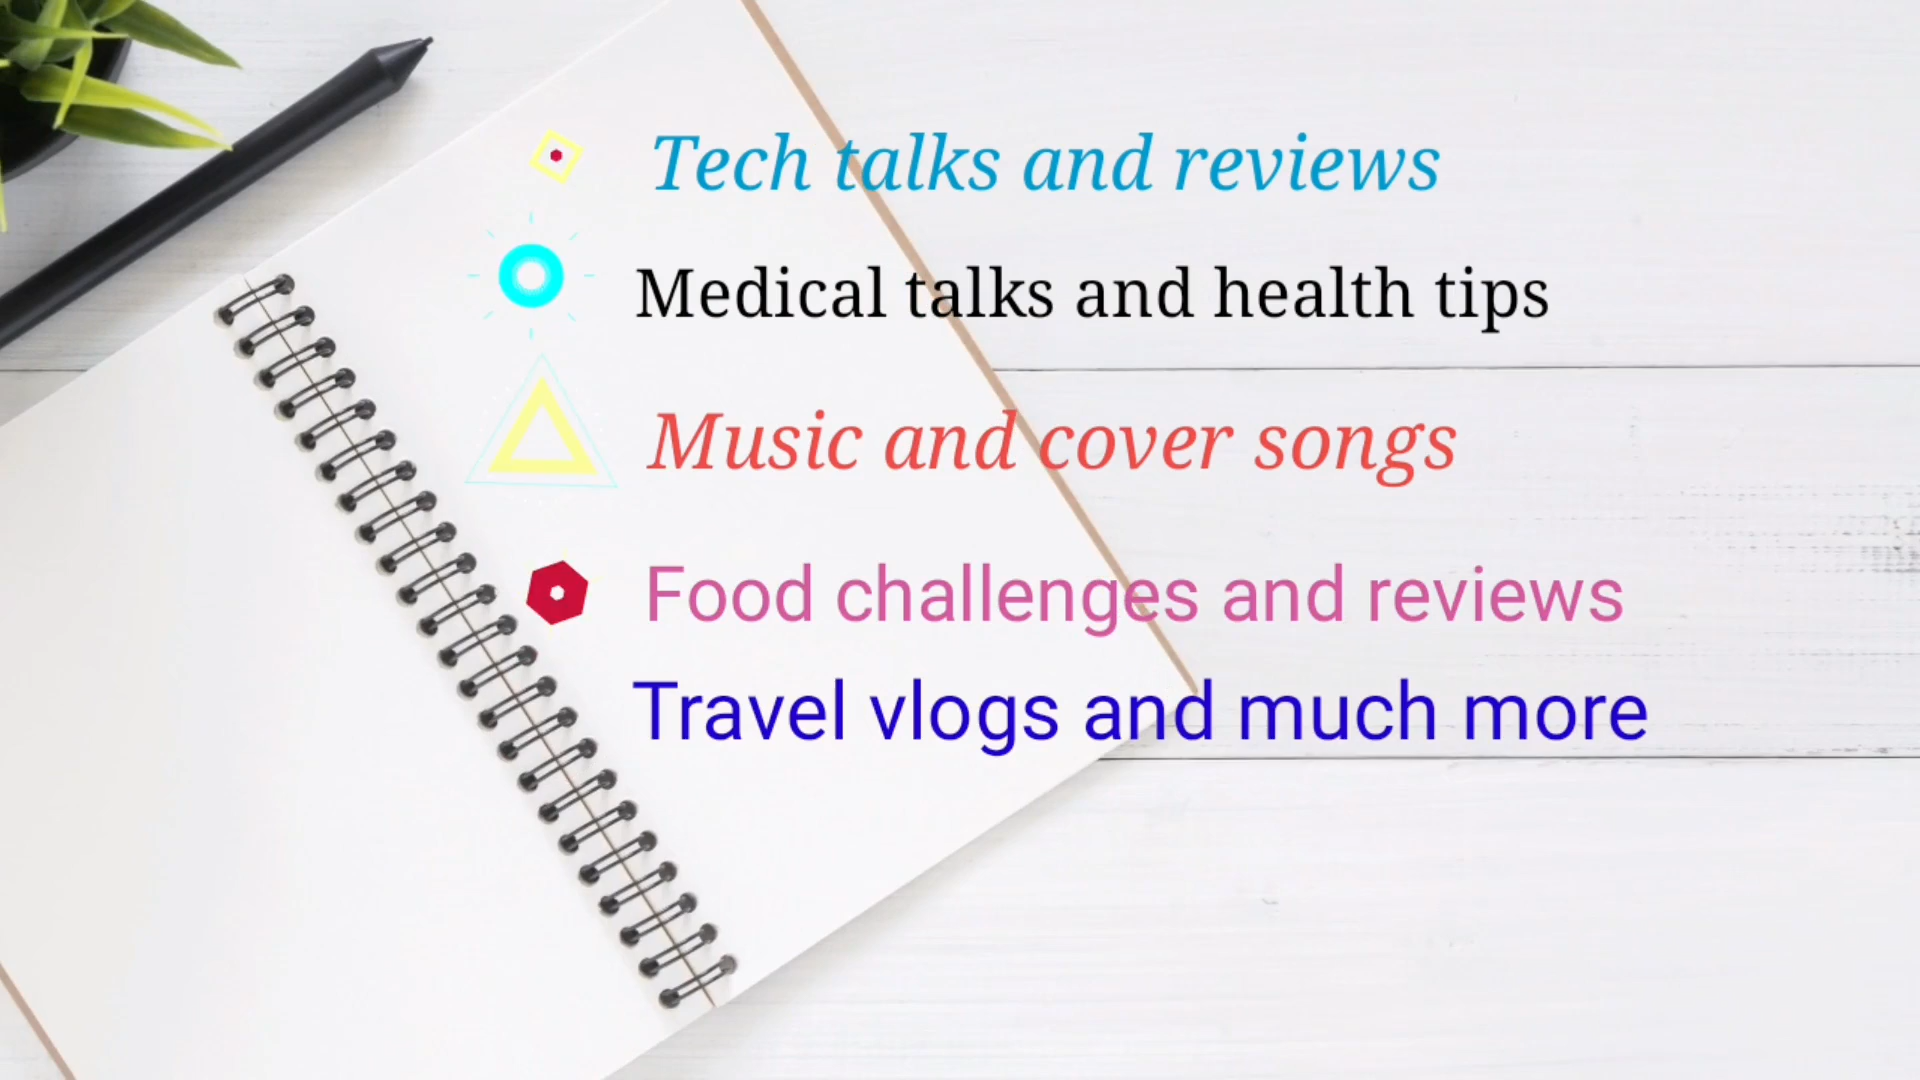 Tech talks and reviews
Medical talks and health tips
Music and cover songs
Food challenges and reviews
Travel vlogs and much more